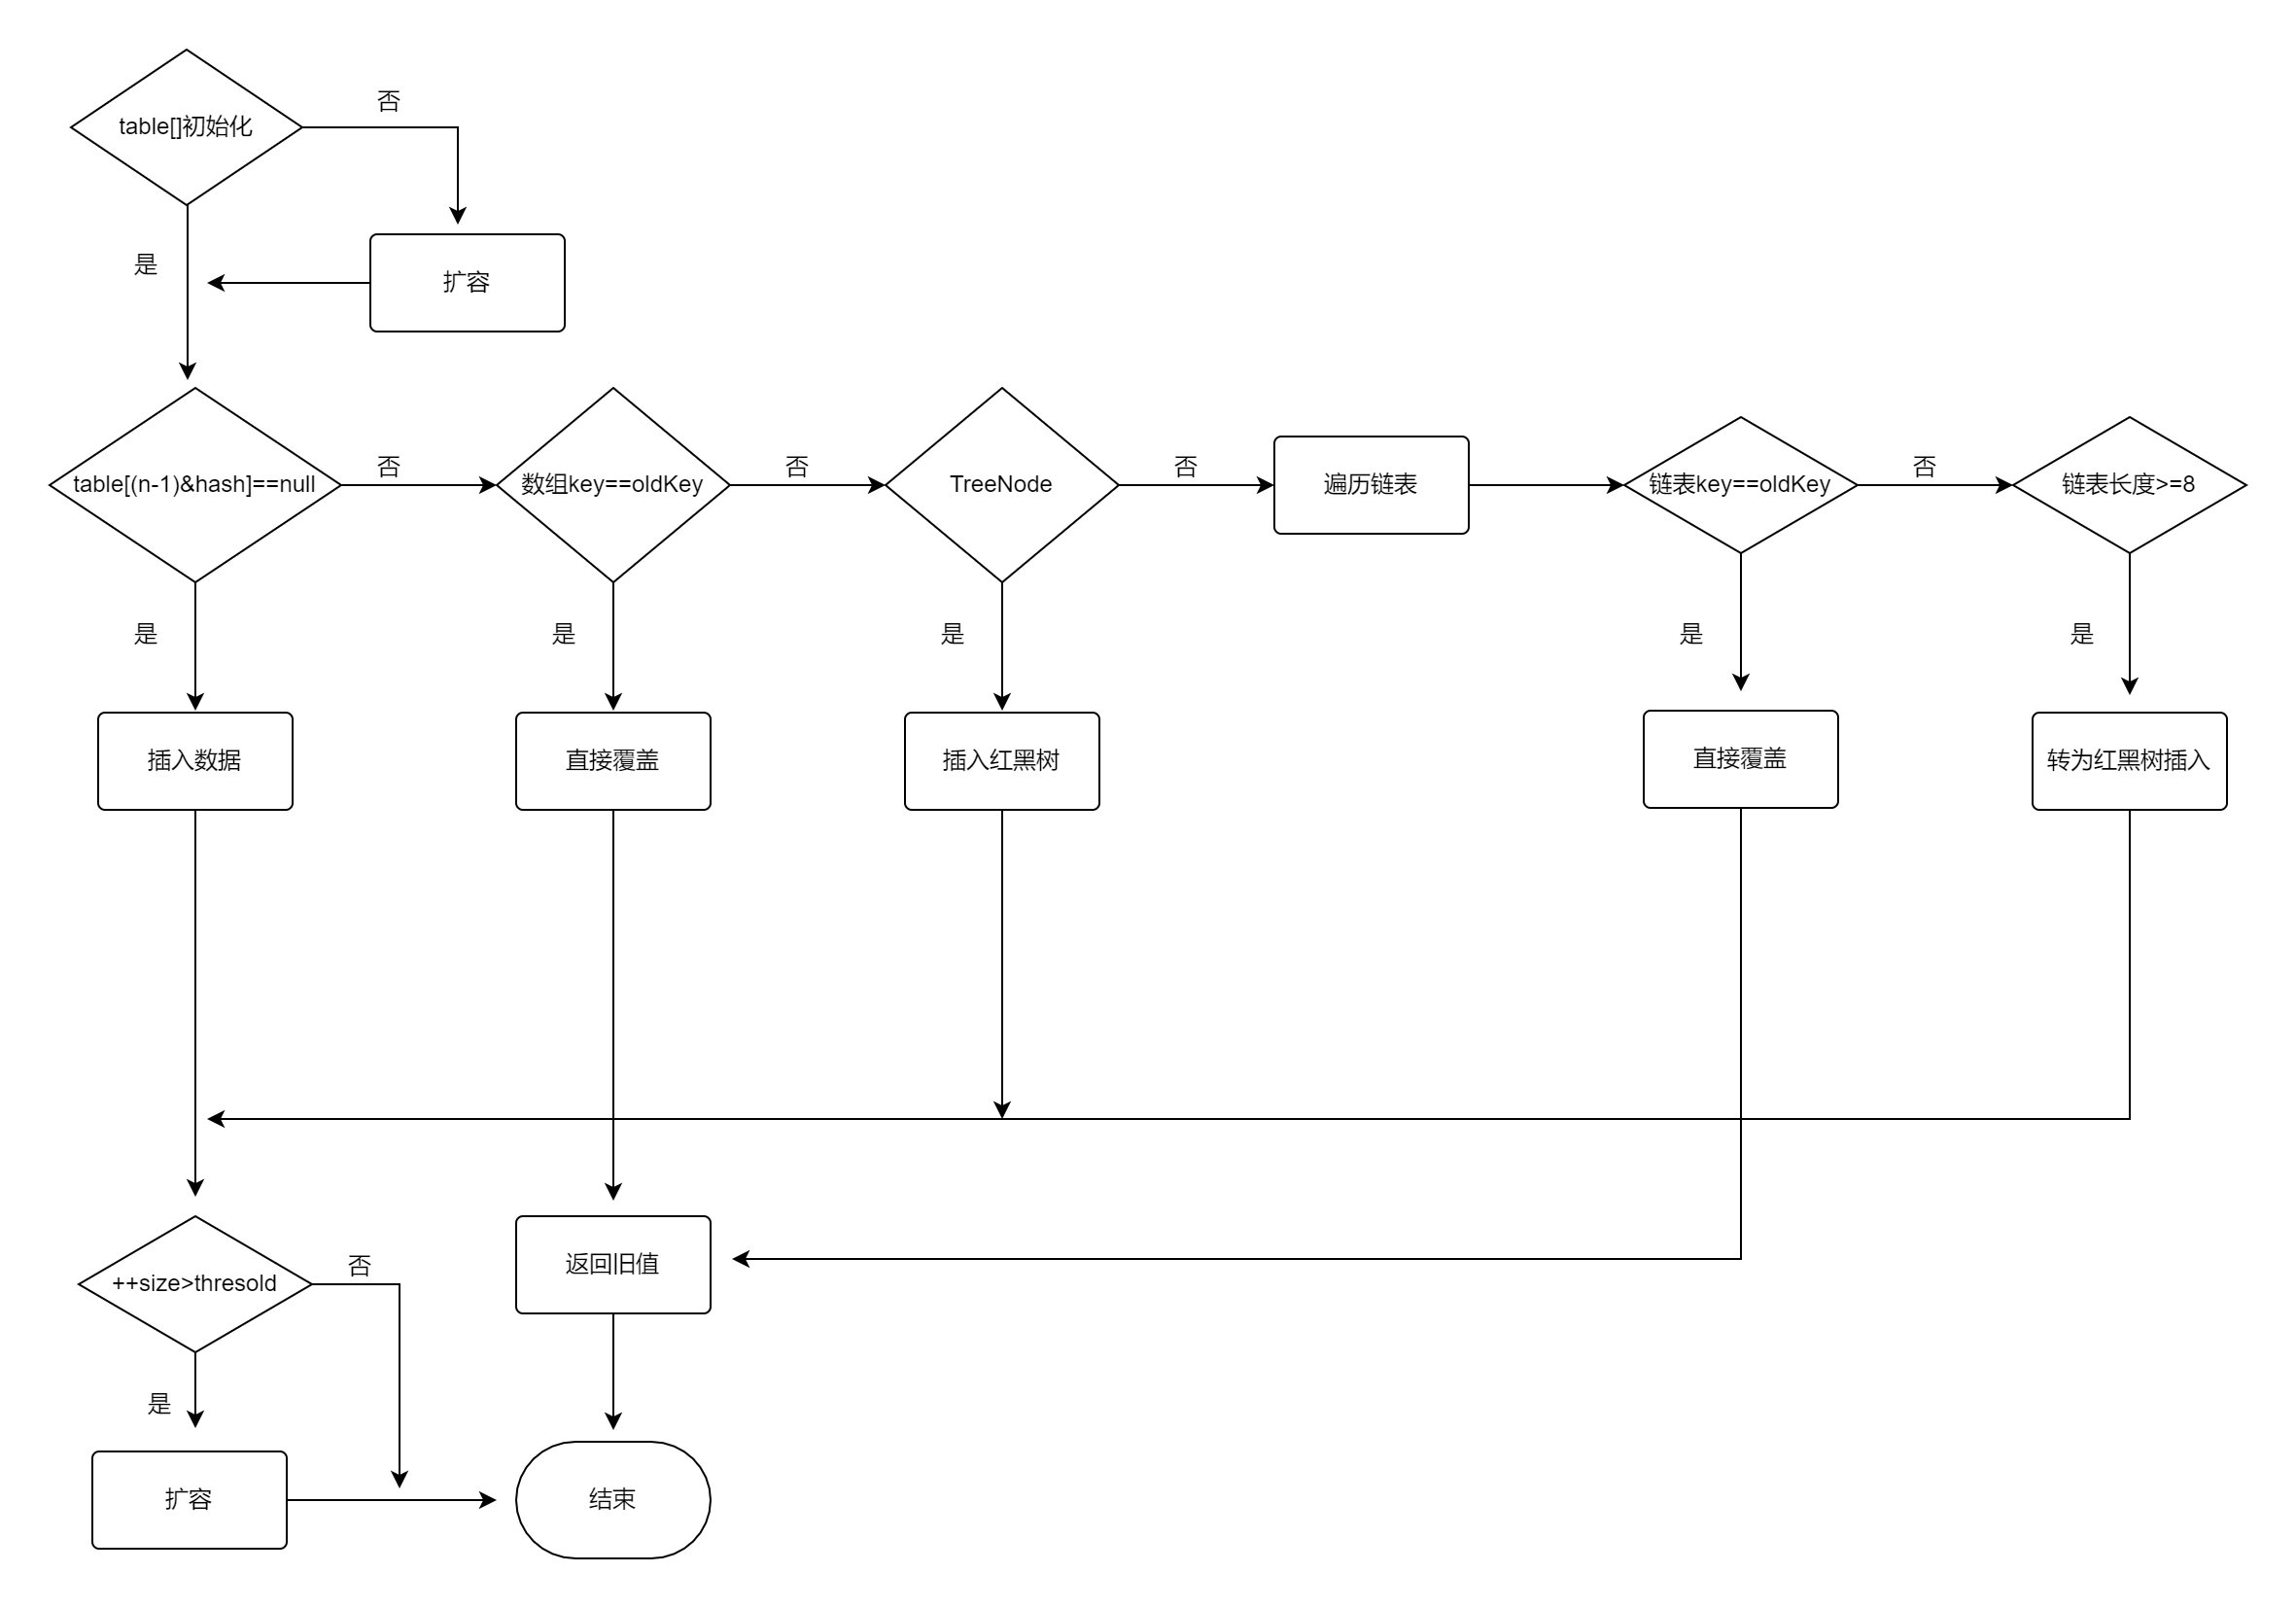 否
table[]初始化
是
扩容
否
否
否
否
table[(n-1)&hash]==null
数组key==oldKey
TreeNode
遍历链表
链表key==oldKey
链表长度>=8
是
是
是
是
是
插入数据
直接覆盖
插入红黑树
直接覆盖
转为红黑树插入
否
返回旧值
++size>thresold
是
扩容
结束